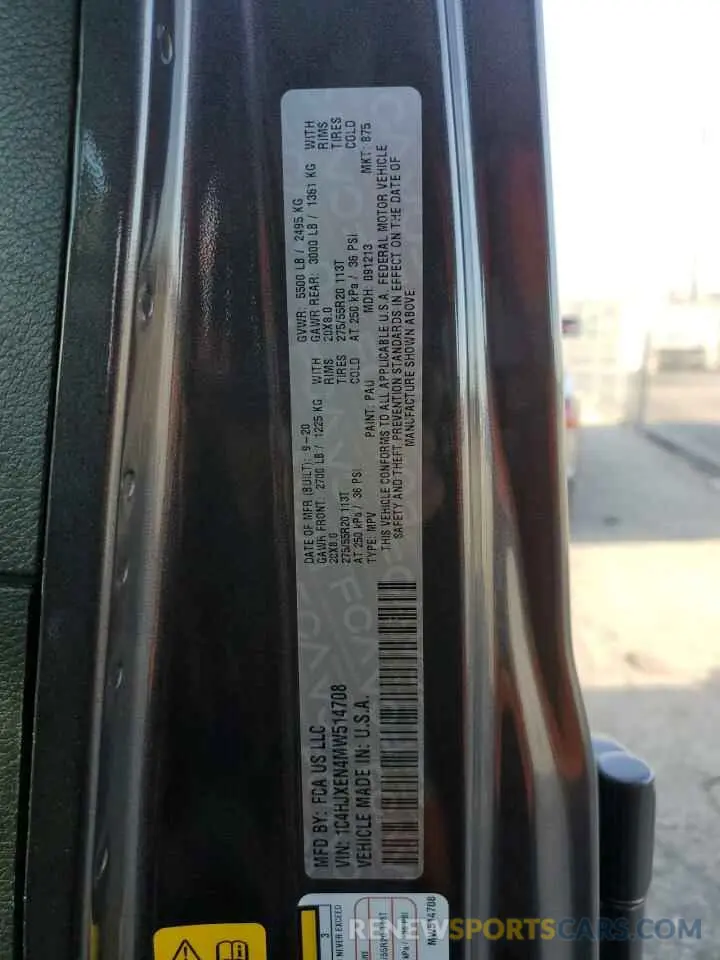 MFD BY: FCA US LLC
VIN: 1C4HJXEN4MW514708
VEHICLE MADE IN: U.S.A.
DATE OF MFR (BUILT): 9-20
GVWR: 5500 LB / 2495 KG
GAWR FRONT: 2700 LB / 1225 KG WITH
GAWR REAR: 3000 LB / 1361 KG WITH
20X8.0 RIMS
20X8.0 RIMS
275/55R20 113T TIRES
275/55R20 113T TIRES
AT 250 kPa / 36 PSI COLD
AT 250 kPa / 36 PSI COLD
TYPE: MPV PAINT: PAU MDH: 091213 MKT: 875
THIS VEHICLE CONFORMS TO ALL APPLICABLE U.S.A. FEDERAL MOTOR VEHICLE
SAFETY AND THEFT PREVENTION STANDARDS IN EFFECT ON THE DATE OF
MANUFACTURE SHOWN ABOVE
3
NEVER EXCEED
MW514708
RENEWSPORTSCARS.COM